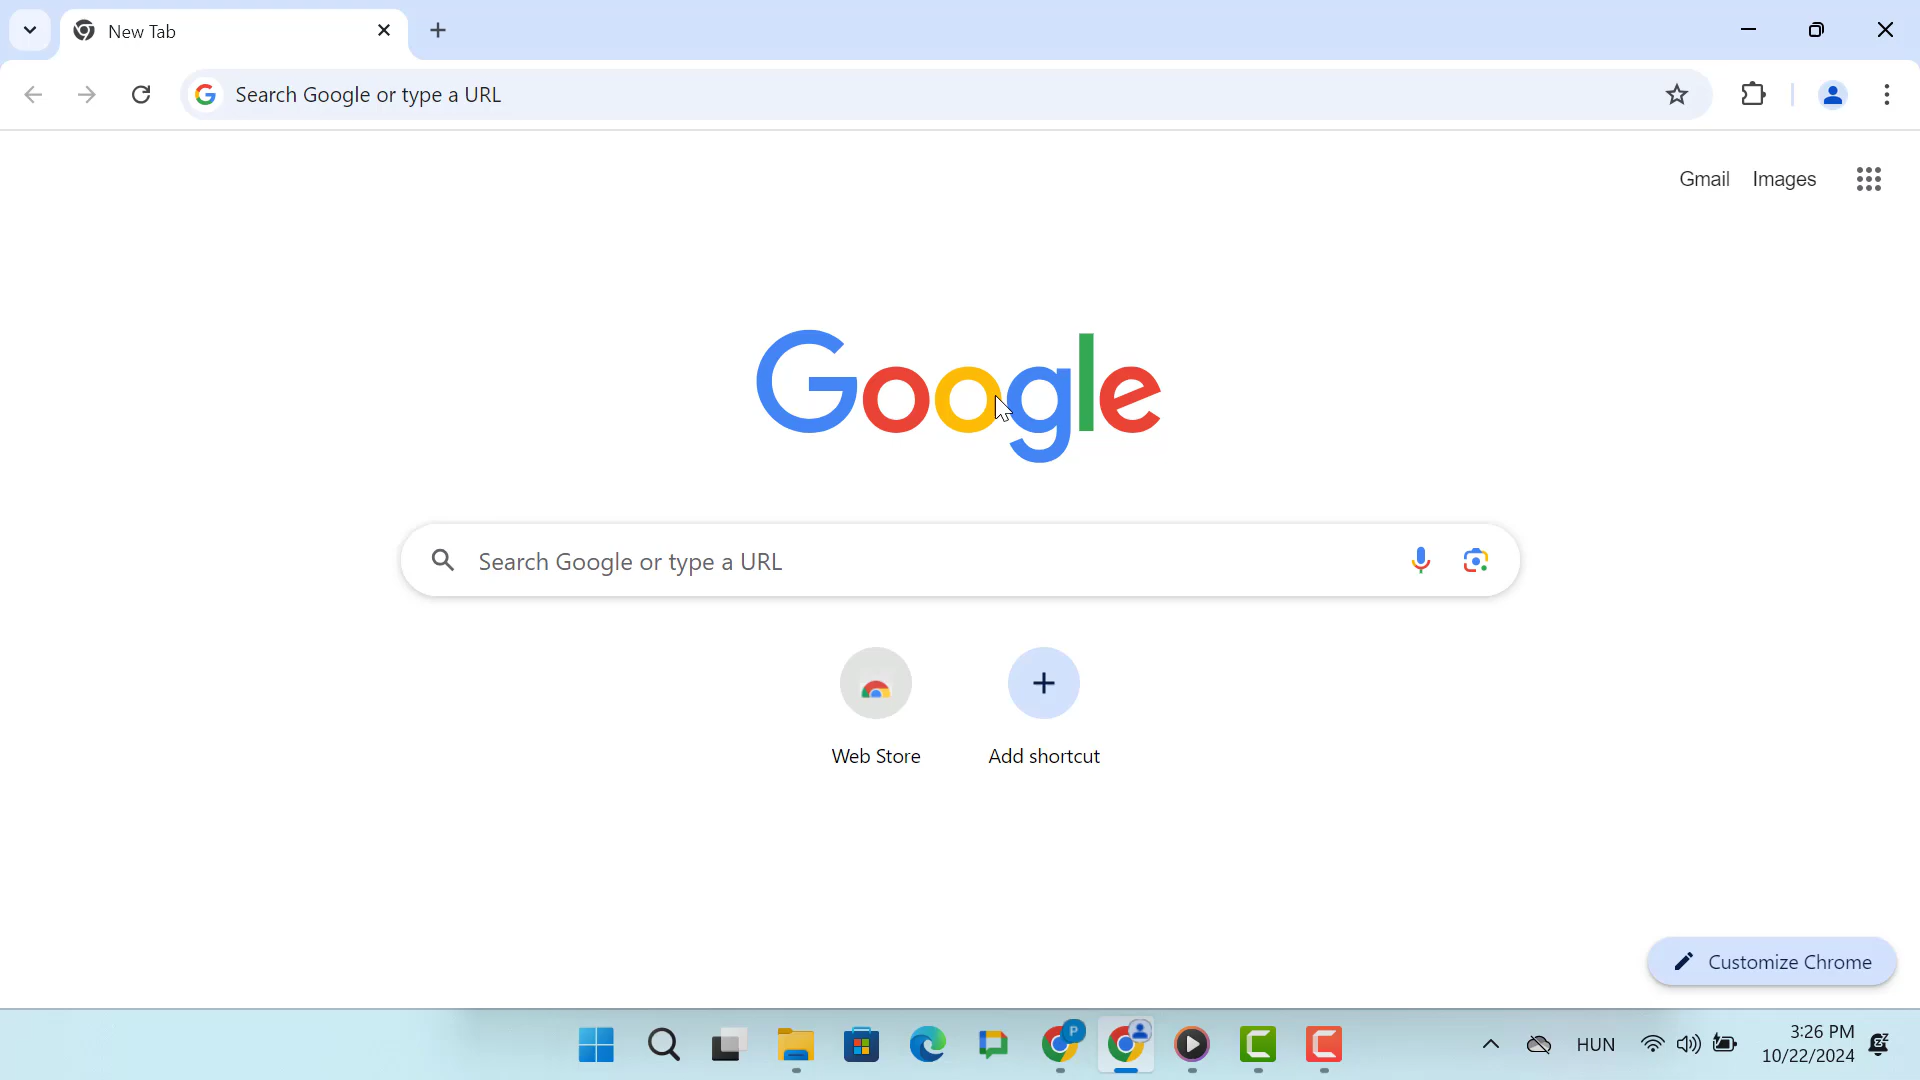 New Tab
Search Google or type a URL
Gmail Images
Google
Search Google or type a URL
Web Store Add shortcut
Customize Chrome
P
HUN
3:26 PM
10/22/2024